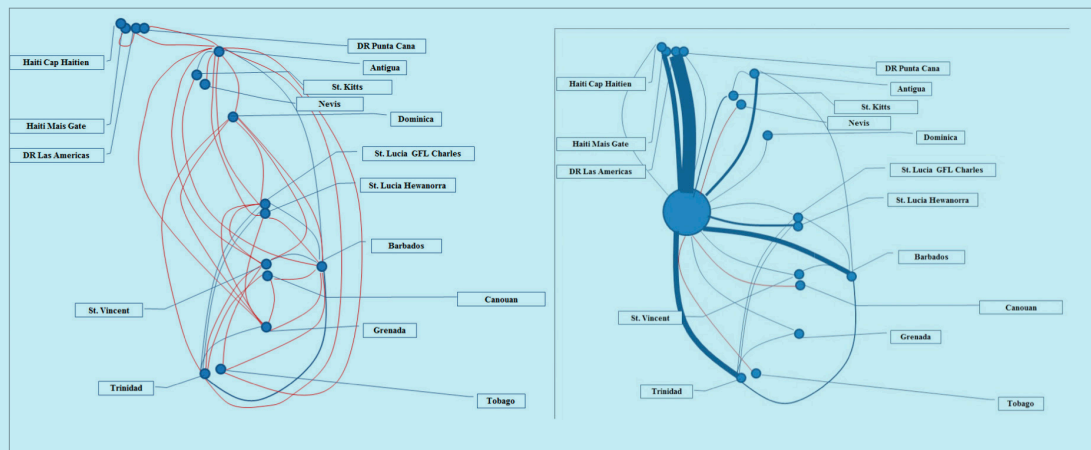 DR Punta Cana
Haiti Cap Haitien
Antigua
St. Kitts
Nevis
Dominica
Haiti Mais Gate
DR Las Americas
St. Lucia GFL Charles
St. Lucia Hewanorra
Barbados
Canouan
St. Vincent
Grenada
Trinidad
Tobago
DR Punta Cana
Haiti Cap Haitien
Antigua
St. Kitts
Nevis
Dominica
Haiti Mais Gate
DR Las Americas
St. Lucia GFL Charles
St. Lucia Hewanorra
Barbados
Canouan
St. Vincent
Grenada
Trinidad
Tobago